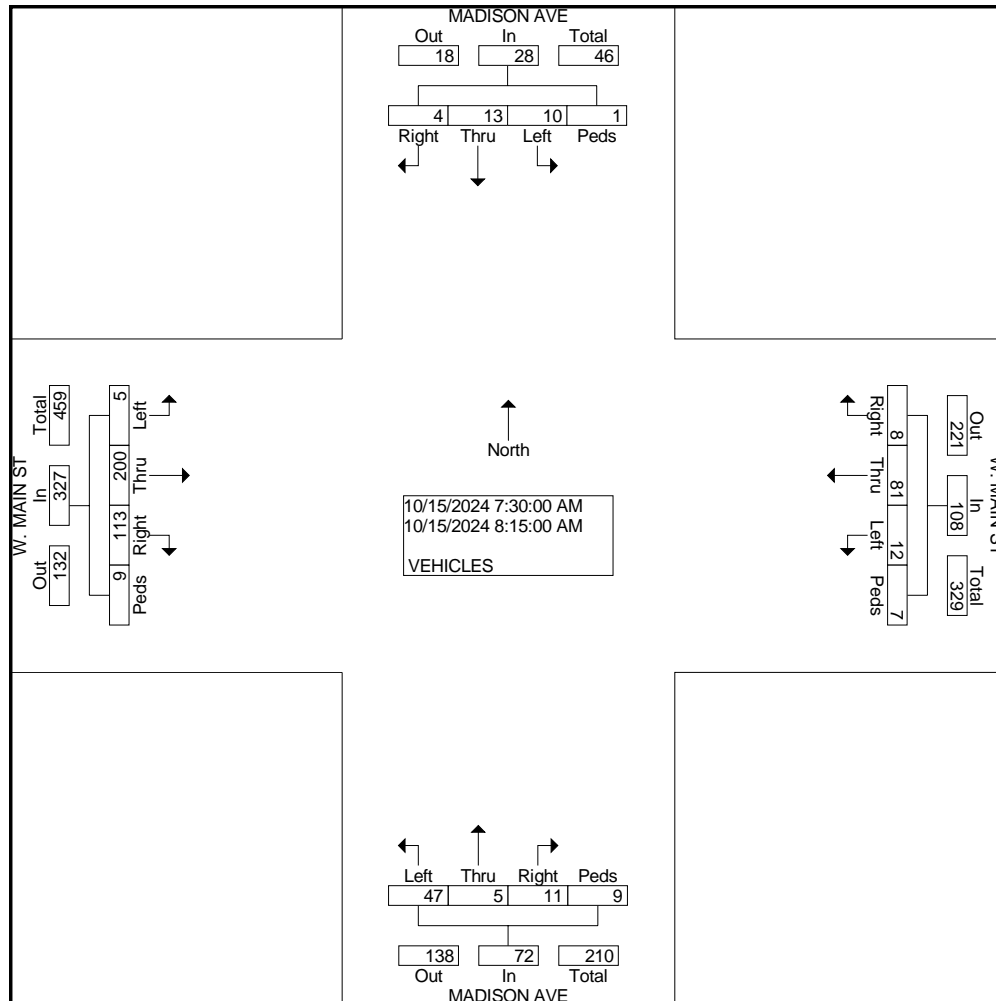 MADISON AVE
Out In Total
18 28 46
4 13 10 1
Right Thru Left Peds
W. MAIN ST
Total In Out
459 327 132
5 200 113 9
Left Thru Right Peds
North
10/15/2024 7:30:00 AM
10/15/2024 8:15:00 AM
VEHICLES
Right Thru Left Peds
8 81 12 7
Out In Total
221 108 329
W. MAIN ST
Left Thru Right Peds
47 5 11 9
138 72 210
Out In Total
MADISON AVE